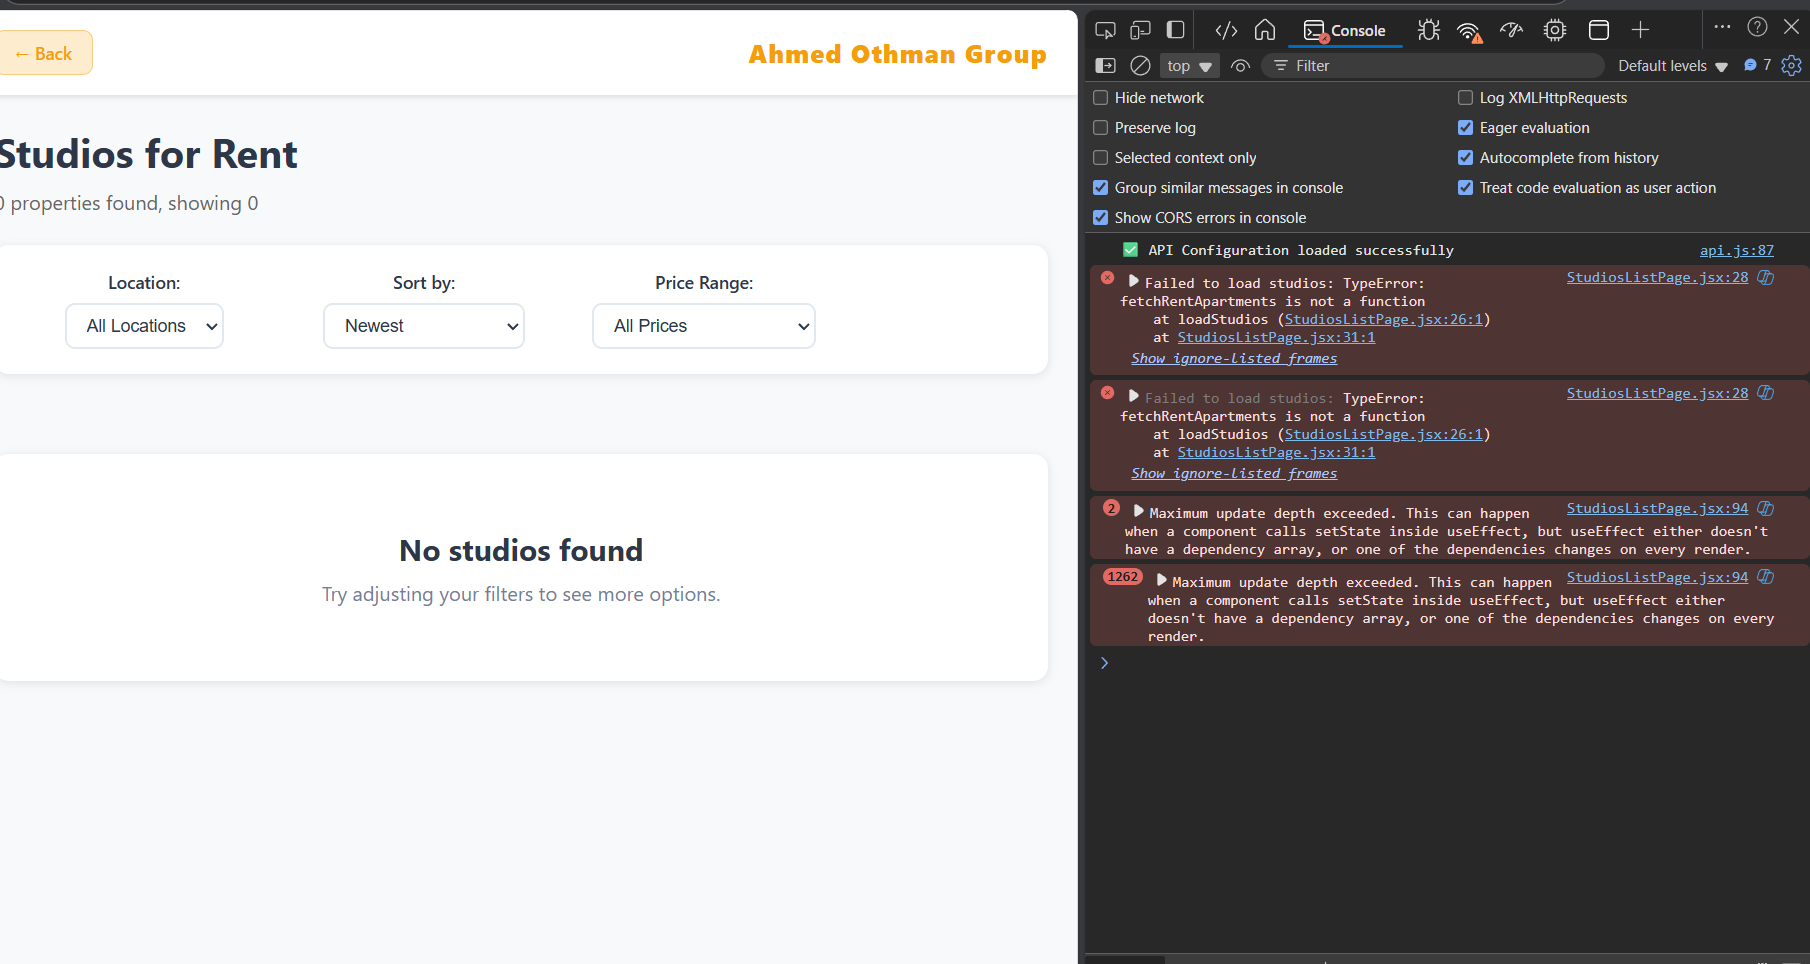 ← Back
Ahmed Othman Group
Studios for Rent
0 properties found, showing 0
Location:
Sort by:
Price Range:
All Locations
Newest
All Prices
No studios found
Try adjusting your filters to see more options.
Console
top
Filter
Default levels
7
Hide network
Log XMLHttpRequests
Preserve log
Eager evaluation
Selected context only
Autocomplete from history
Group similar messages in console
Treat code evaluation as user action
Show CORS errors in console
✅ API Configuration loaded successfully
api.js:87
Failed to load studios: TypeError:
StudiosListPage.jsx:28
fetchRentApartments is not a function
at loadStudios (StudiosListPage.jsx:26:1)
at StudiosListPage.jsx:31:1
Show ignore-listed frames
Failed to load studios: TypeError:
StudiosListPage.jsx:28
fetchRentApartments is not a function
at loadStudios (StudiosListPage.jsx:26:1)
at StudiosListPage.jsx:31:1
Show ignore-listed frames
2
Maximum update depth exceeded. This can happen
StudiosListPage.jsx:94
when a component calls setState inside useEffect, but useEffect either doesn't
have a dependency array, or one of the dependencies changes on every render.
1262
Maximum update depth exceeded. This can happen
StudiosListPage.jsx:94
when a component calls setState inside useEffect, but useEffect either
doesn't have a dependency array, or one of the dependencies changes on every
render.